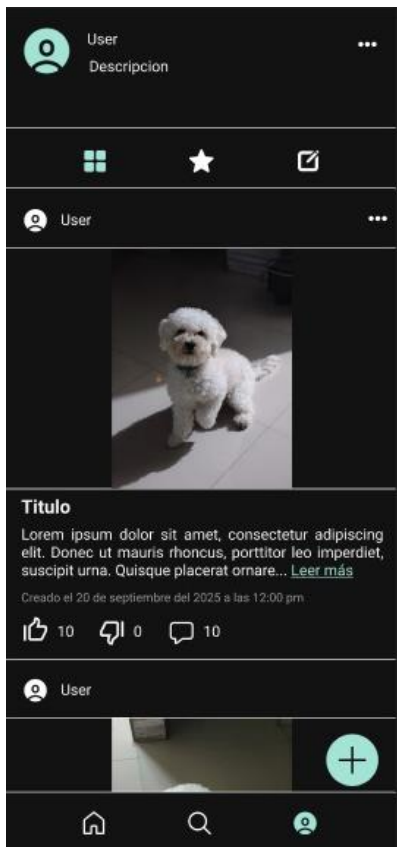 User
Descripcion
User
Titulo
Lorem ipsum dolor sit amet, consectetur adipiscing
elit. Donec ut mauris rhoncus, porttitor leo imperdiet,
suscipit urna. Quisque placerat ornare... Leer más
Creado el 20 de septiembre del 2025 a las 12:00 pm
10 0 10
User